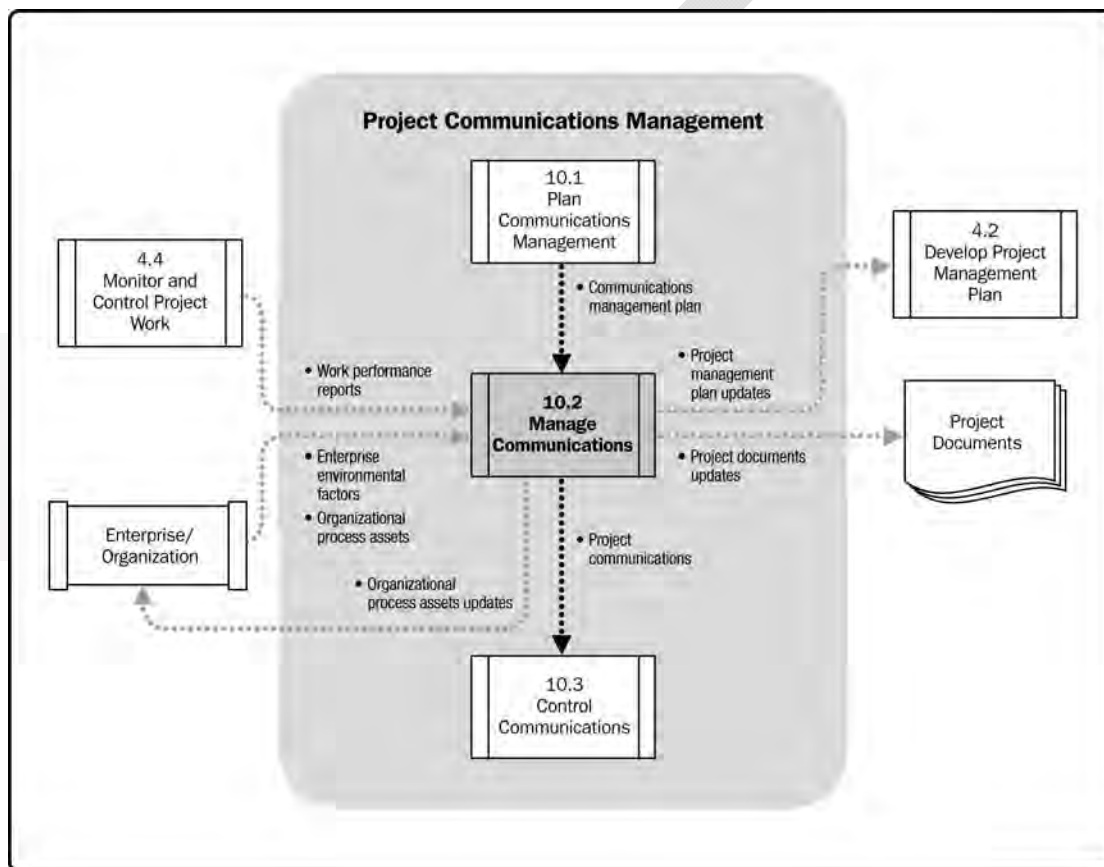 Project Communications Management
10.1
Plan
Communications
Management
4.4
Monitor and
Control Project
Work
4.2
Develop Project
Management
Plan
• Communications
management plan
• Work performance
reports
• Project
management
plan updates
10.2
Manage
Communications
Project
Documents
• Enterprise
environmental
factors
• Organizational
process assets
• Project documents
updates
Enterprise/
Organization
• Project
communications
• Organizational
process assets updates
10.3
Control
Communications